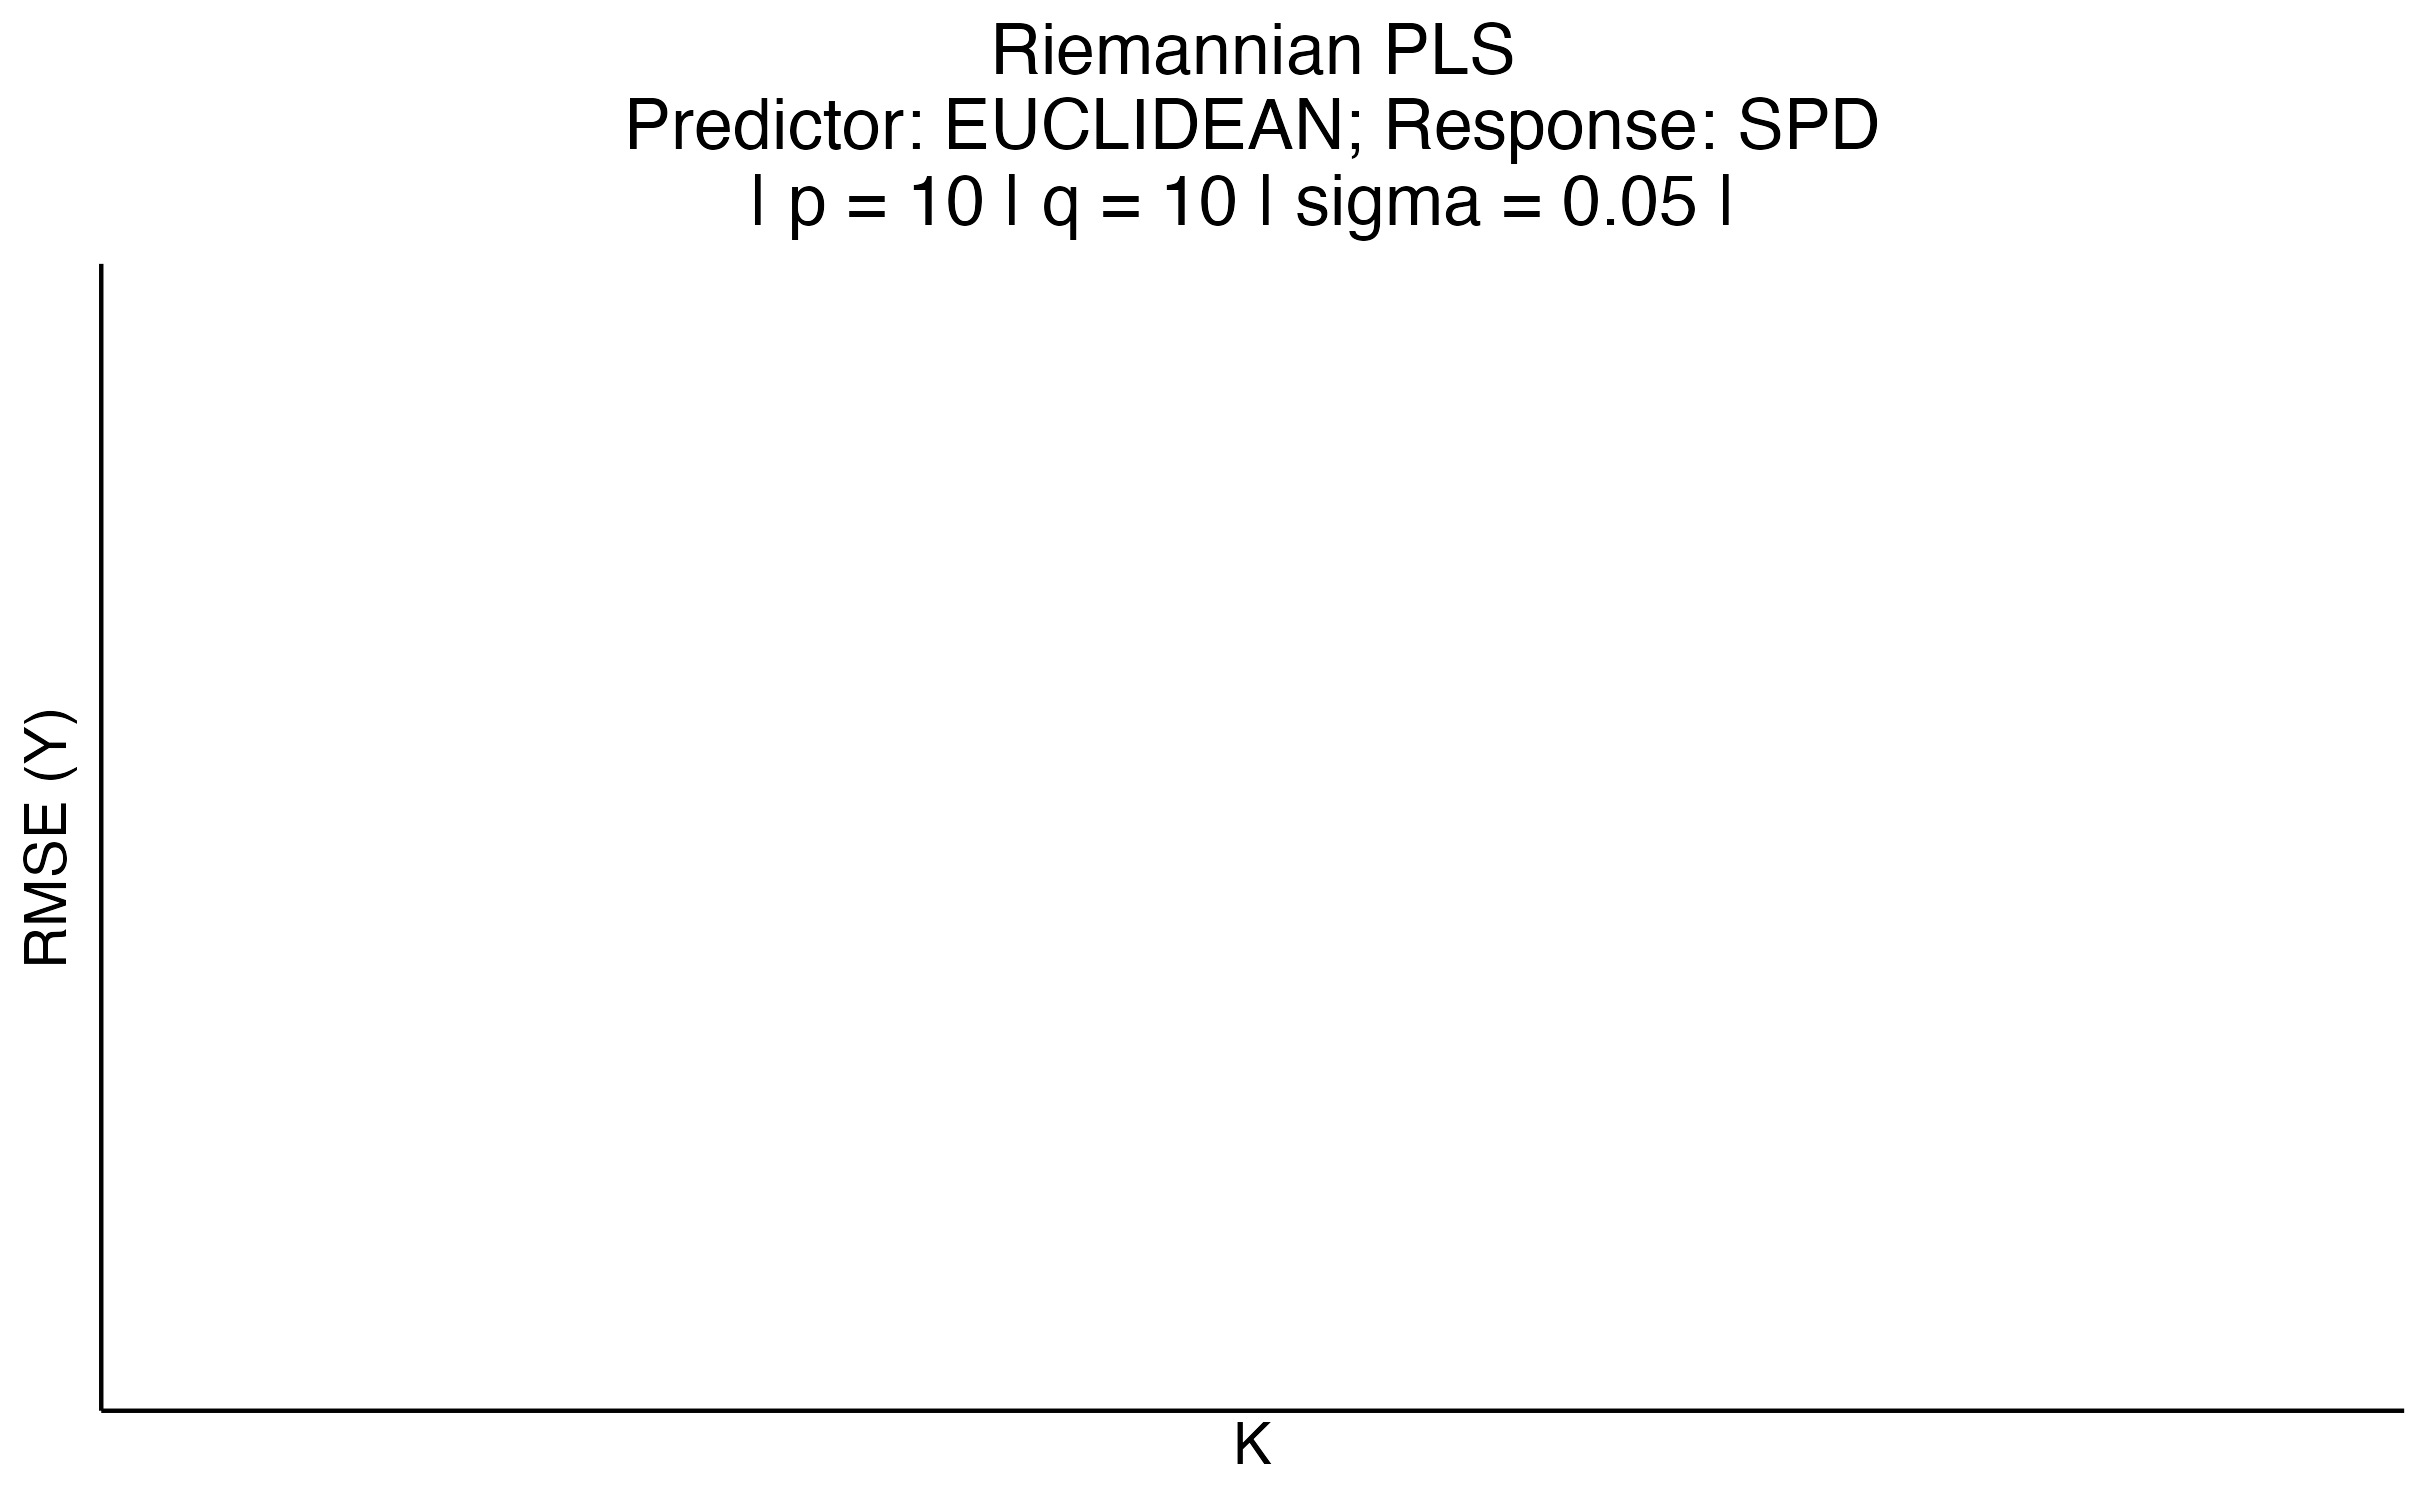 Riemannian PLS
Predictor: EUCLIDEAN; Response: SPD
| p = 10 | q = 10 | sigma = 0.05 |
RMSE (Y)
K